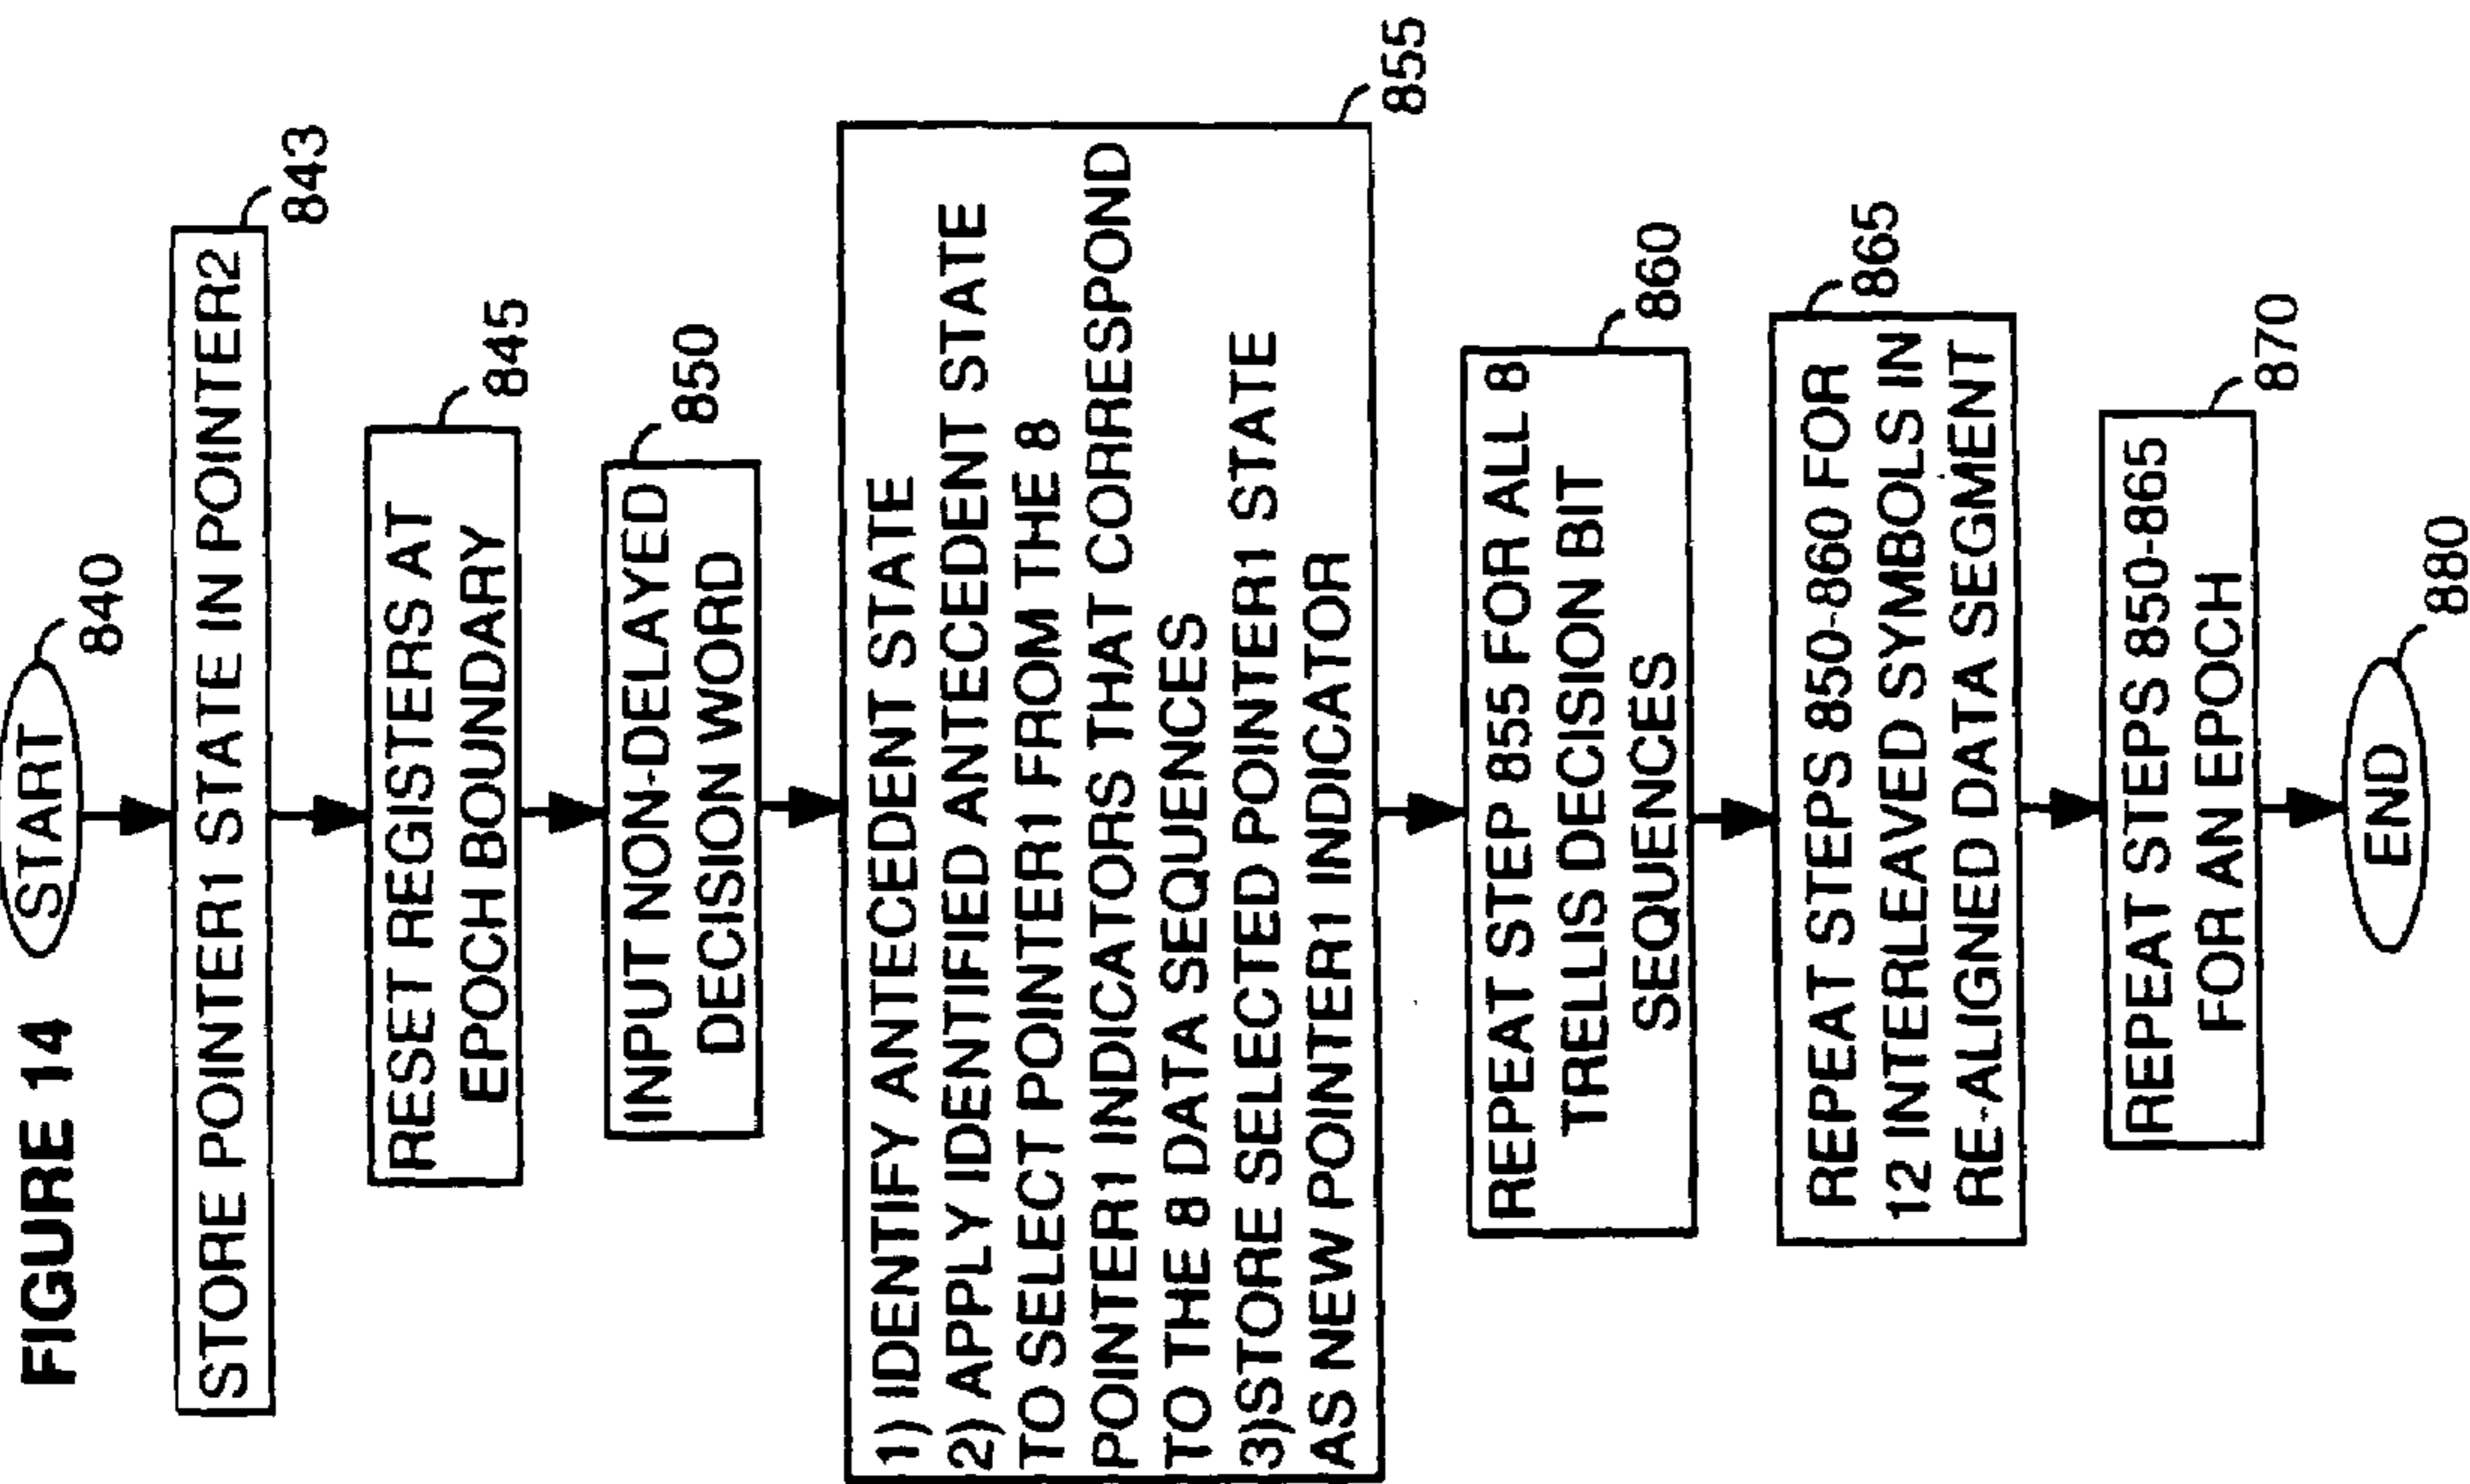 FIGURE 14
START
840
STORE POINTER1 STATE IN POINTER2
843
RESET REGISTERS AT
EPOCH BOUNDARY
845
INPUT NON-DELAYED
DECISION WORD
850
1) IDENTIFY ANTECEDENT STATE
2) APPLY IDENTIFIED ANTECEDENT STATE
TO SELECT POINTER1 FROM THE 8
POINTER1 INDICATORS THAT CORRESPOND
TO THE 8 DATA SEQUENCES
3)STORE SELECTED POINTER1 STATE
AS NEW POINTER1 INDICATOR
855
REPEAT STEP 855 FOR ALL 8
TRELLIS DECISION BIT
SEQUENCES
860
REPEAT STEPS 850-860 FOR
12 INTERLEAVED SYMBOLS IN
RE-ALIGNED DATA SEGMENT
865
REPEAT STEPS 850-865
FOR AN EPOCH
870
END
880